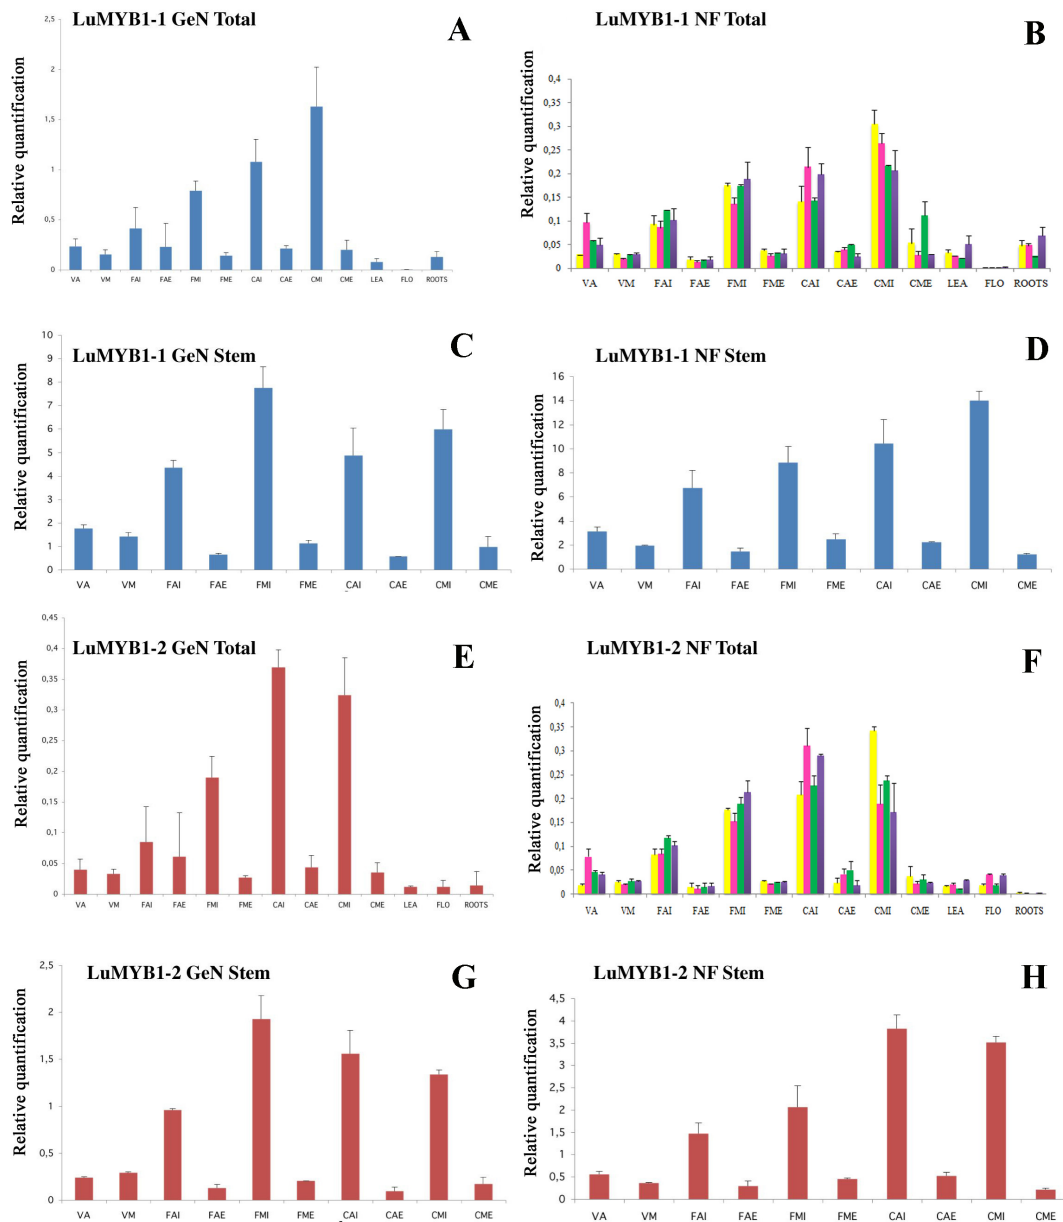 LuMYB1-1 GeN Total
A
Relative quantification
2,5
2
1,5
1
0,5
0
VA VM FAI FAE FMI FME CAI CAE CMI CME LEA FLO ROOTS
LuMYB1-1 NF Total
B
Relative quantification
0,4
0,35
0,3
0,25
0,2
0,15
0,1
0,05
0
VA VM FAI FAE FMI FME CAI CAE CMI CME LEA FLO ROOTS
LuMYB1-1 GeN Stem
C
Relative quantification
10
9
8
7
6
5
4
3
2
1
0
VA VM FAI FAE FMI FME CAI CAE CMI CME
LuMYB1-1 NF Stem
D
Relative quantification
16
14
12
10
8
6
4
2
0
VA VM FAI FAE FMI FME CAI CAE CMI CME
LuMYB1-2 GeN Total
E
Relative quantification
0,45
0,4
0,35
0,3
0,25
0,2
0,15
0,1
0,05
0
VA VM FAI FAE FMI FME CAI CAE CMI CME LEA FLO ROOTS
LuMYB1-2 NF Total
F
Relative quantification
0,4
0,35
0,3
0,25
0,2
0,15
0,1
0,05
0
VA VM FAI FAE FMI FME CAI CAE CMI CME LEA FLO ROOTS
LuMYB1-2 GeN Stem
G
Relative quantification
2,5
2
1,5
1
0,5
0
VA VM FAI FAE FMI FME CAI CAE CMI CME
LuMYB1-2 NF Stem
H
Relative quantification
4,5
4
3,5
3
2,5
2
1,5
1
0,5
0
VA VM FAI FAE FMI FME CAI CAE CMI CME